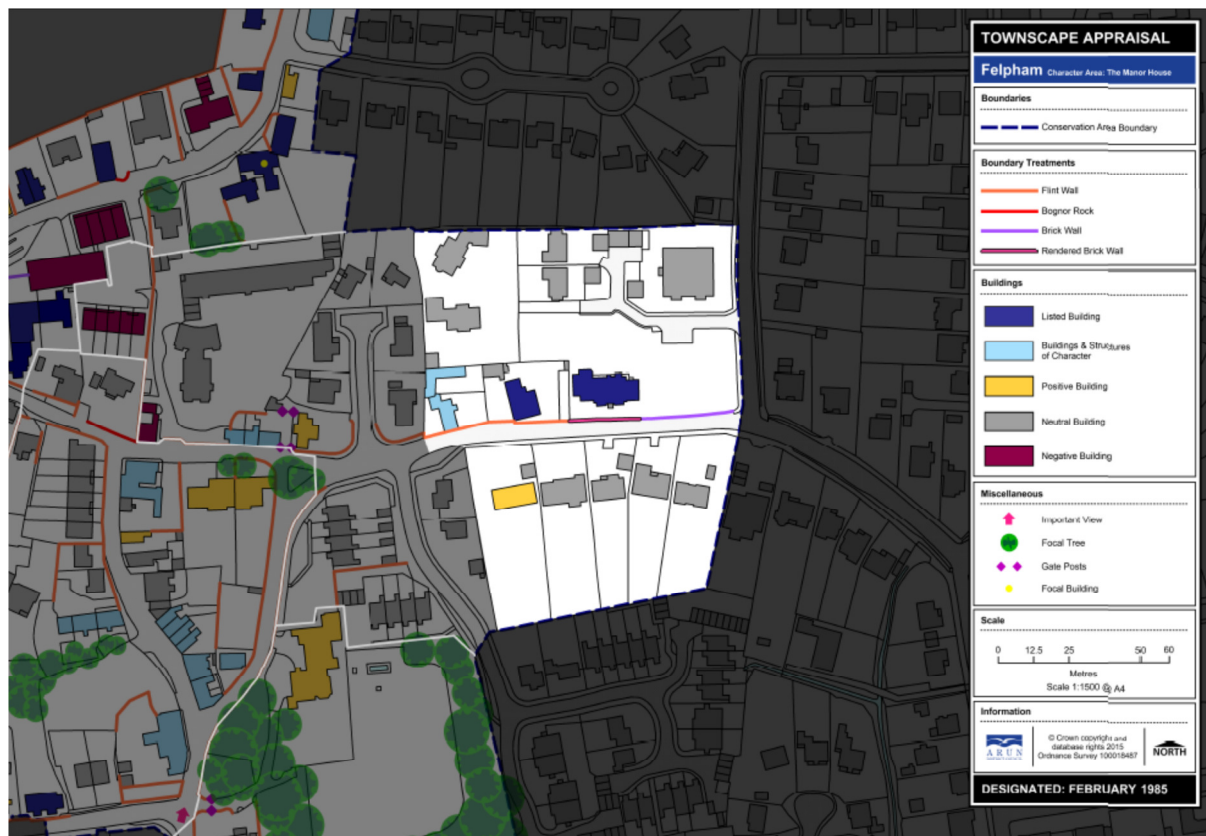 TOWNSCAPE APPRAISAL
Felpham Character Area: The Manor House
Boundaries
Conservation Area Boundary
Boundary Treatments
Flint Wall
Bognor Rock
Brick Wall
Rendered Brick Wall
Buildings
Listed Building
Buildings & Structures
of Character
Positive Building
Neutral Building
Negative Building
Miscellaneous
Important View
Focal Tree
Gate Posts
Focal Building
Scale
0 12.5 25 50 60
Metres
Scale 1:1500 @ A4
Information
ARUN
© Crown copyright and
database rights 2015
Ordnance Survey 100018487
NORTH
DESIGNATED: FEBRUARY 1985